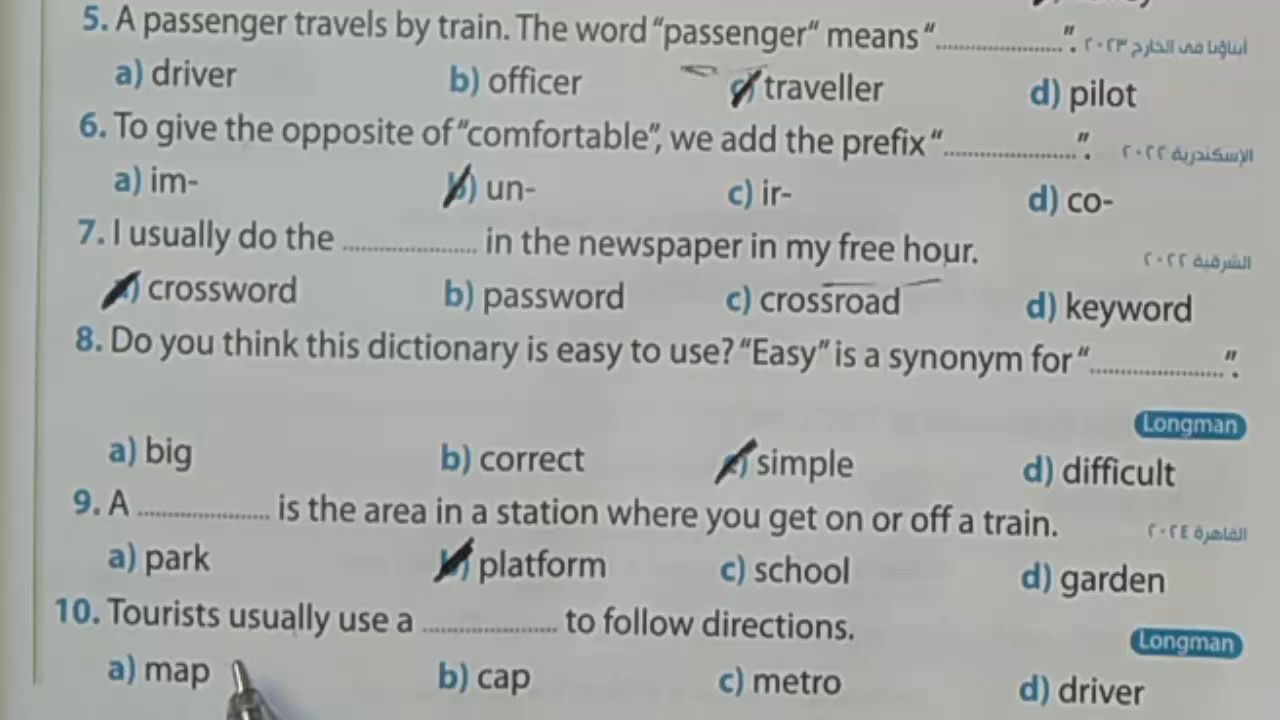 5. A passenger travels by train. The word “passenger“ means “....................”. أبناؤنا في الخارج ٢٠٢٣
a) driver b) officer c) traveller d) pilot
6. To give the opposite of “comfortable”, we add the prefix “....................”. الإسكندرية ٢٠٢٢
a) im- b) un- c) ir- d) co-
7. I usually do the .................... in the newspaper in my free hour. الشرقية ٢٠٢٢
a) crossword b) password c) crossroad d) keyword
8. Do you think this dictionary is easy to use? “Easy” is a synonym for “....................”.
Longman
a) big b) correct c) simple d) difficult
9. A .................... is the area in a station where you get on or off a train. القاهرة ٢٠٢٤
a) park b) platform c) school d) garden
10. Tourists usually use a .................... to follow directions. Longman
a) map b) cap c) metro d) driver